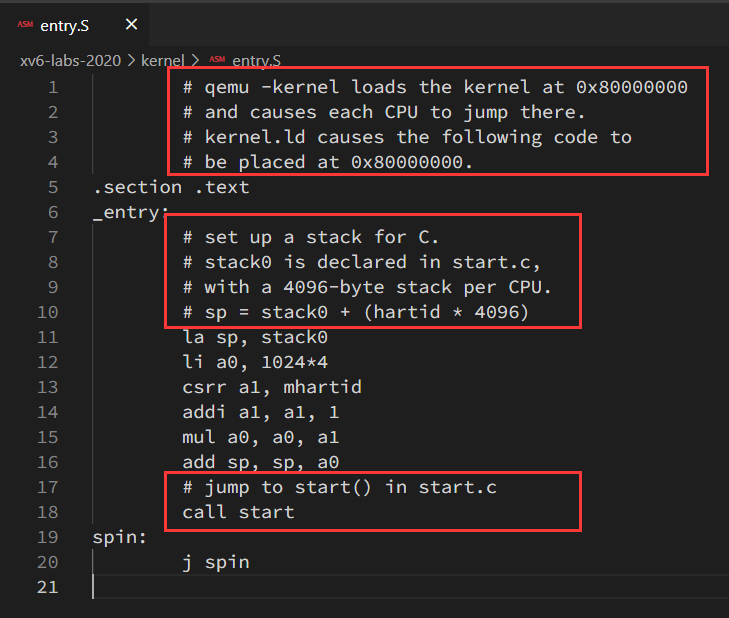 ASM entry.S ×
xv6-labs-2020 > kernel > ASM entry.S
1 # qemu -kernel loads the kernel at 0x80000000
2 # and causes each CPU to jump there.
3 # kernel.ld causes the following code to
4 # be placed at 0x80000000.
5 .section .text
6 _entry:
7 # set up a stack for C.
8 # stack0 is declared in start.c,
9 # with a 4096-byte stack per CPU.
10 # sp = stack0 + (hartid * 4096)
11 la sp, stack0
12 li a0, 1024*4
13 csrr a1, mhartid
14 addi a1, a1, 1
15 mul a0, a0, a1
16 add sp, sp, a0
17 # jump to start() in start.c
18 call start
19 spin:
20 j spin
21